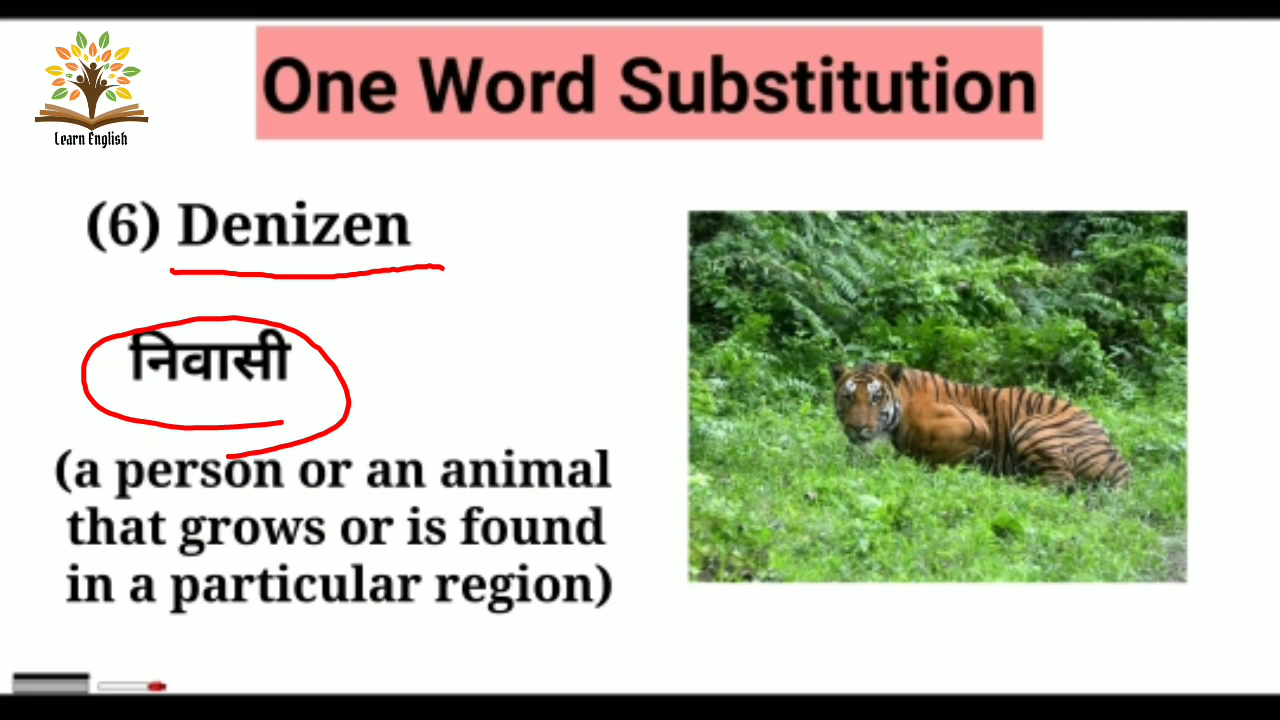 Learn English
One Word Substitution
(6) Denizen
निवासी
(a person or an animal
that grows or is found
in a particular region)